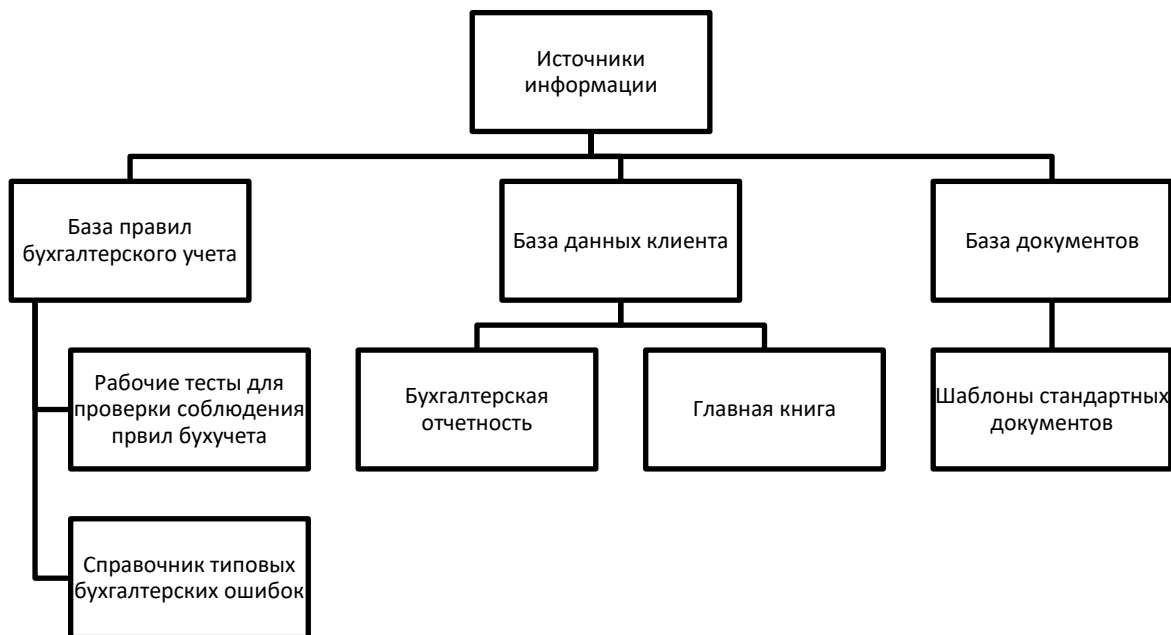 Источники
информации
База правил
бухгалтерского учета
База данных клиента
База документов
Рабочие тесты для
проверки соблюдения
првил бухучета
Бухгалтерская
отчетность
Главная книга
Шаблоны стандартных
документов
Справочник типовых
бухгалтерских ошибок